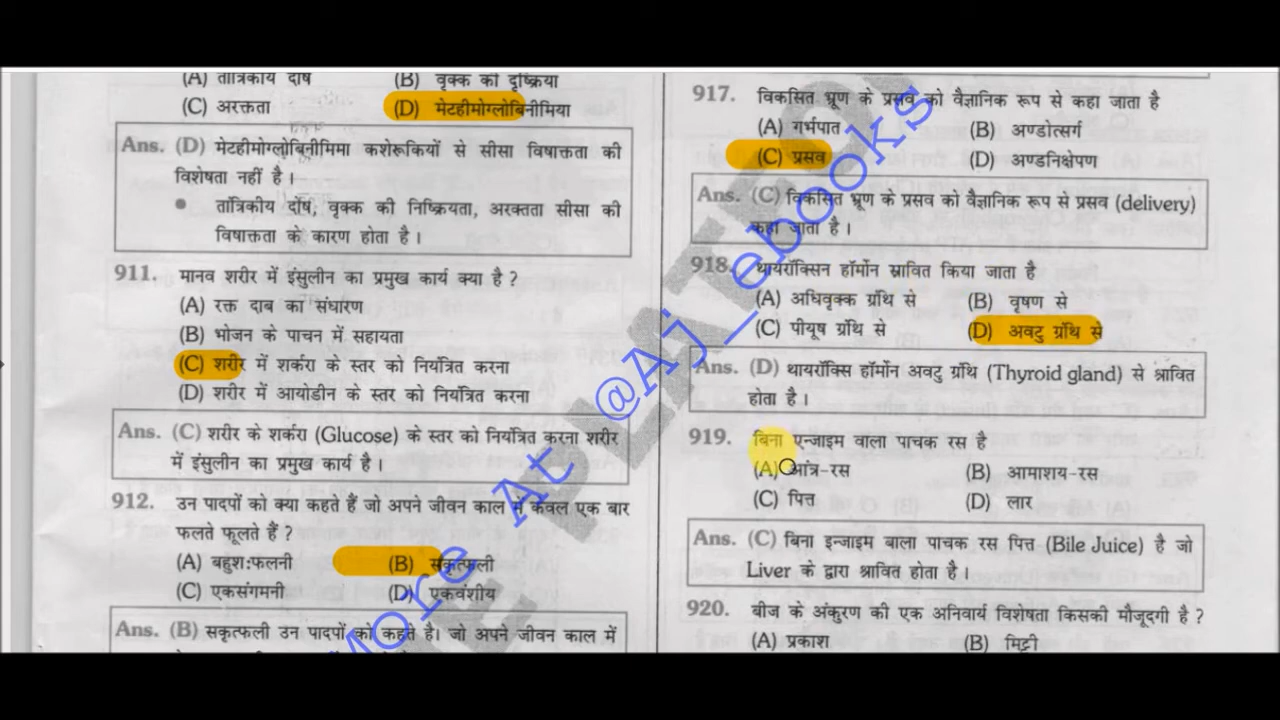 (A) तांत्रिकीय दोष (B) वृक्क की दुष्क्रिया
(C) अरक्तता (D) मेटहीमोग्लोबिनीमिया
Ans. (D) मेटहीमोग्लोबिनीमिमा कशेरूकियों से सीसा विषाक्तता की
विशेषता नहीं है।
● तांत्रिकीय दोष, वृक्क की निष्क्रियता, अरक्तता सीसा की
विषाक्तता के कारण होता है।
911. मानव शरीर में इंसुलीन का प्रमुख कार्य क्या है ?
(A) रक्त दाब का संधारण
(B) भोजन के पाचन में सहायता
(C) शरीर में शर्करा के स्तर को नियंत्रित करना
(D) शरीर में आयोडीन के स्तर को नियंत्रित करना
Ans. (C) शरीर के शर्करा (Glucose) के स्तर को नियंत्रित करना शरीर
में इंसुलीन का प्रमुख कार्य है।
912. उन पादपों को क्या कहते हैं जो अपने जीवन काल में केवल एक बार
फलते फूलते हैं ?
(A) बहुशःफलनी (B) सकृत्फली
(C) एकसंगमनी (D) एकवंशीय
Ans. (B) सकृत्फली उन पादपों को कहते है। जो अपने जीवन काल में
917. विकसित भ्रूण के प्रसव को वैज्ञानिक रूप से कहा जाता है
(A) गर्भपात (B) अण्डोत्सर्ग
(C) प्रसव (D) अण्डनिक्षेपण
Ans. (C) विकसित भ्रूण के प्रसव को वैज्ञानिक रूप से प्रसव (delivery)
कहा जाता है।
918. थायरॉक्सिन हॉर्मोन स्रावित किया जाता है
(A) अधिवृक्क ग्रंथि से (B) वृषण से
(C) पीयूष ग्रंथि से (D) अवटु ग्रंथि से
Ans. (D) थायरॉक्सि हॉर्मोन अवटु ग्रंथि (Thyroid gland) से श्रावित
होता है।
919. बिना एन्जाइम वाला पाचक रस है
(A) आंत्र-रस (B) आमाशय-रस
(C) पित्त (D) लार
Ans. (C) बिना इन्जाइम बाला पाचक रस पित्त (Bile Juice) है जो
Liver के द्वारा श्रावित होता है।
920. बीज के अंकुरण की एक अनिवार्य विशेषता किसकी मौजूदगी है ?
(A) प्रकाश (B) मिट्टी
More At @Aj_ebooks